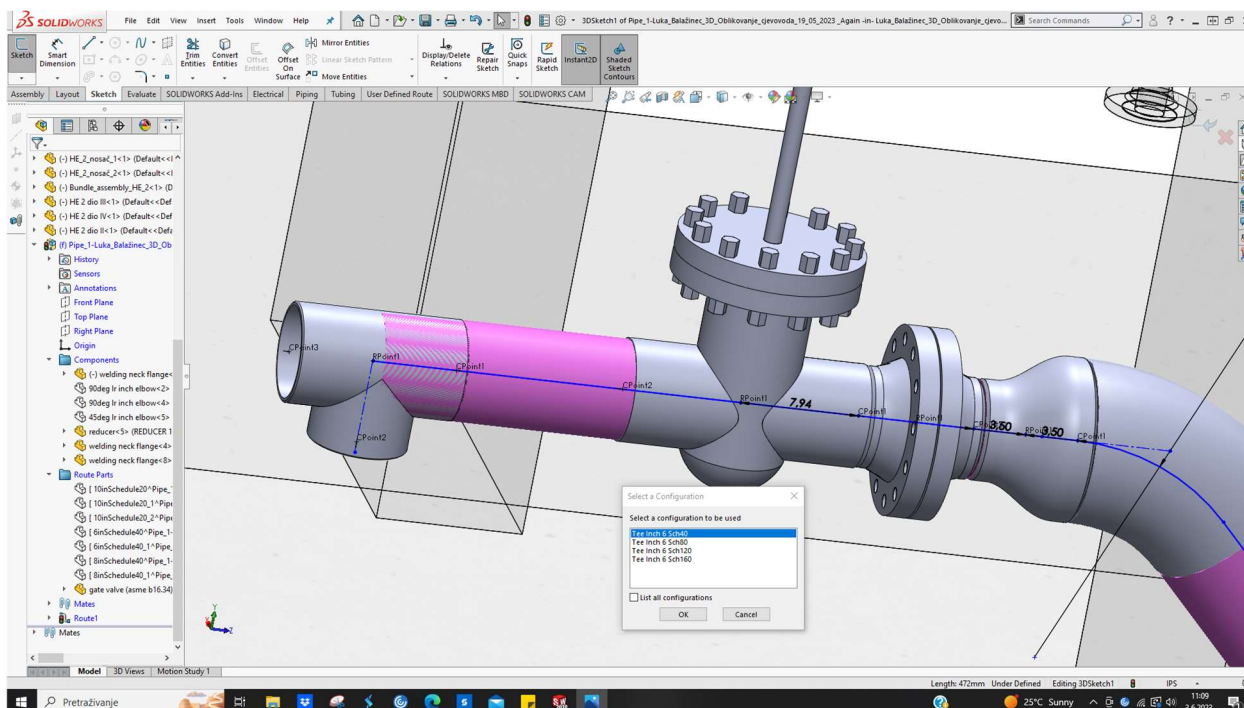 SOLIDWORKS
File Edit View Insert Tools Window Help
3DSketch1 of Pipe_1-Luka_Balažinec_3D_Oblikovanje_cjevovoda_19_05_2023_Again -in- Luka_Balažinec_3D_Oblikovanje_cjevo...
Search Commands
Sketch
Smart Dimension
Trim Entities
Convert Entities
Offset Entities
Offset On Surface
Mirror Entities
Linear Sketch Pattern
Move Entities
Display/Delete Relations
Repair Sketch
Quick Snaps
Rapid Sketch
Instant2D
Shaded Sketch Contours
Assembly Layout Sketch Evaluate SOLIDWORKS Add-Ins Electrical Piping Tubing User Defined Route SOLIDWORKS MBD SOLIDWORKS CAM
(-) HE_2_nosač_1<1> (Default<<
(-) HE_2_nosač_2<1> (Default<<
(-) Bundle_assembly_HE_2<1> (D
(-) HE 2 dio III<1> (Default<<Def
(-) HE 2 dio IV<1> (Default<<Def
(-) HE 2 dio II<1> (Default<<Defa
(f) Pipe_1-Luka_Balažinec_3D_Ob
History
Sensors
Annotations
Front Plane
Top Plane
Right Plane
Origin
Components
(-) welding neck flange<
90deg lr inch elbow<2>
90deg lr inch elbow<4>
45deg lr inch elbow<5>
reducer<5> (REDUCER 1
welding neck flange<4>
welding neck flange<8>
Route Parts
[ 10inSchedule20^Pipe_1
[ 10inSchedule20_1^Pipe
[ 10inSchedule20_2^Pipe
[ 6inSchedule40^Pipe_1-
[ 6inSchedule40_1^Pipe_
[ 8inSchedule40^Pipe_1-
[ 8inSchedule40_1^Pipe_
gate valve (asme b16.34)
Mates
Route1
Mates
CPoint3
RPoint1
CPoint1
CPoint2
CPoint2
RPoint1
7,94
CPoint1
RPoint1
3,50
3,50
CPoint1
Select a Configuration
Select a configuration to be used
Tee Inch 6 Sch40
Tee Inch 6 Sch80
Tee Inch 6 Sch120
Tee Inch 6 Sch160
List all configurations
OK Cancel
Y
Z
Model 3D Views Motion Study 1
Length: 472mm Under Defined Editing 3DSketch1 IPS
Pretraživanje
25°C Sunny
11:09